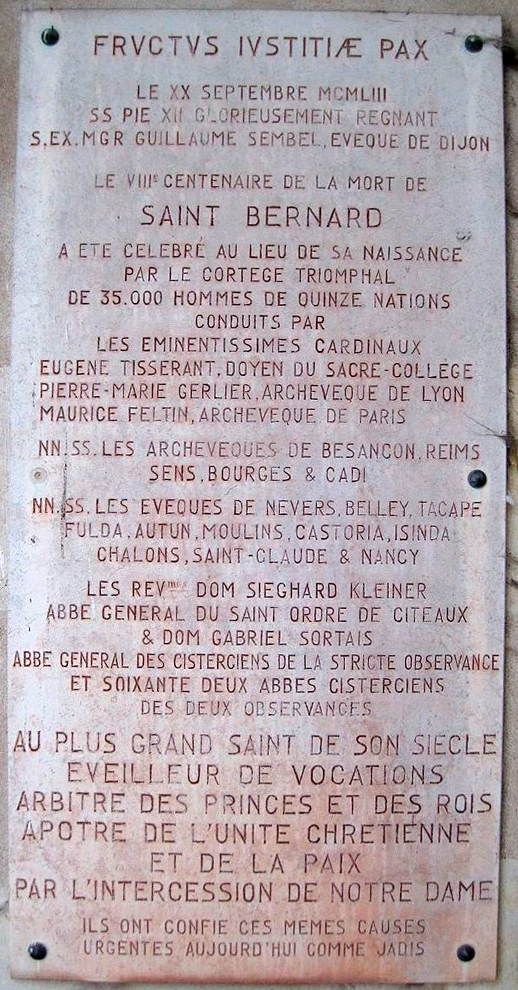 FRVCTVS IVSTITIÆ PAX
LE XX SEPTEMBRE MCMLIII
SS PIE XII GLORIEUSEMENT REGNANT
S.EX.MGR GUILLAUME SEMBEL, EVEQUE DE DIJON
LE VIIIᵉ CENTENAIRE DE LA MORT DE
SAINT BERNARD
A ETE CELEBRÉ AU LIEU DE SA NAISSANCE
PAR LE CORTEGE TRIOMPHAL
DE 35.000 HOMMES DE QUINZE NATIONS
CONDUITS PAR
LES EMINENTISSIMES CARDINAUX
EUGENE TISSERANT, DOYEN DU SACRE-COLLEGE
PIERRE-MARIE GERLIER, ARCHEVEQUE DE LYON
MAURICE FELTIN, ARCHEVEQUE DE PARIS
NN.SS. LES ARCHEVEQUES DE BESANCON, REIMS
SENS, BOURGES & CADI
NN.SS. LES EVEQUES DE NEVERS, BELLEY, TACAPE
FULDA, AUTUN, MOULINS, CASTORIA, ISINDA
CHALONS, SAINT-CLAUDE & NANCY
LES REVᵐᵉˢ DOM SIEGHARD KLEINER
ABBE GENERAL DU SAINT ORDRE DE CITEAUX
& DOM GABRIEL SORTAIS
ABBE GENERAL DES CISTERCIENS DE LA STRICTE OBSERVANCE
ET SOIXANTE DEUX ABBES CISTERCIENS
DES DEUX OBSERVANCES
AU PLUS GRAND SAINT DE SON SIECLE
EVEILLEUR DE VOCATIONS
ARBITRE DES PRINCES ET DES ROIS
APOTRE DE L'UNITE CHRETIENNE
ET DE LA PAIX
PAR L'INTERCESSION DE NOTRE DAME
ILS ONT CONFIE CES MEMES CAUSES
URGENTES AUJOURD'HUI COMME JADIS